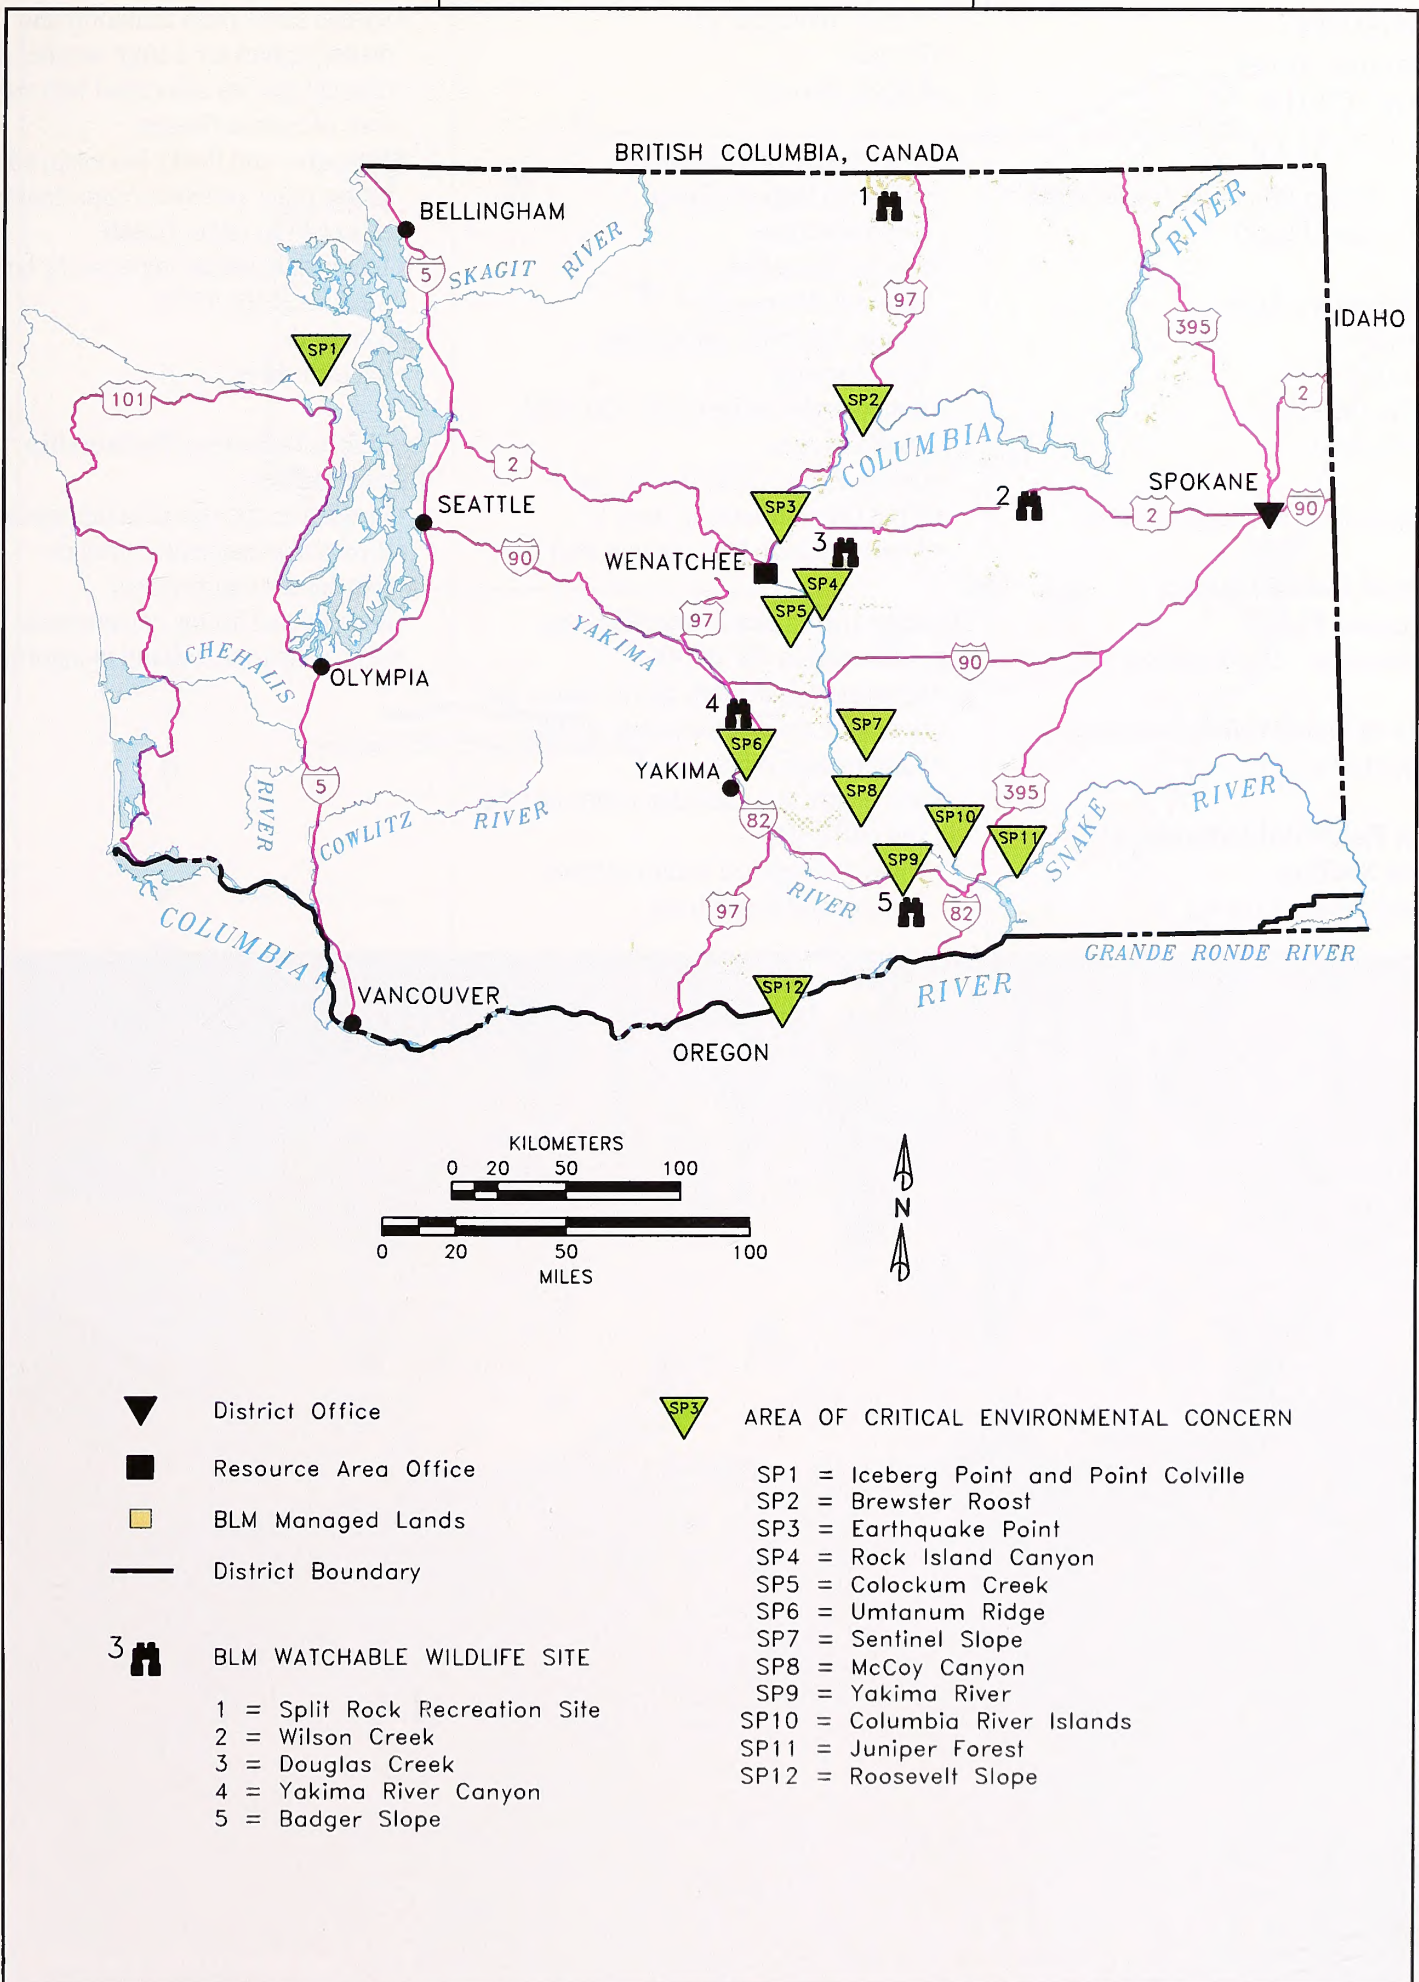 BRITISH COLUMBIA, CANADA
1
BELLINGHAM
RIVER
5
SKAGIT RIVER
97
395
IDAHO
SP1
101
SP2
2
COLUMBIA
2
SPOKANE
SEATTLE
SP3
2
2
90
90
3
WENATCHEE
SP4
SP5
97
YAKIMA
CHEHALIS
90
OLYMPIA
4
SP7
SP6
YAKIMA
5
RIVER
SP8
395
RIVER
COWLITZ RIVER
82
SP10
SNAKE
SP11
SP9
RIVER
5
97
82
COLUMBIA
GRANDE RONDE RIVER
SP12
RIVER
VANCOUVER
OREGON
KILOMETERS
0 20 50 100
0 20 50 100
MILES
N
District Office
Resource Area Office
BLM Managed Lands
District Boundary
3 BLM WATCHABLE WILDLIFE SITE
1 = Split Rock Recreation Site
2 = Wilson Creek
3 = Douglas Creek
4 = Yakima River Canyon
5 = Badger Slope
SP3 AREA OF CRITICAL ENVIRONMENTAL CONCERN
SP1 = Iceberg Point and Point Colville
SP2 = Brewster Roost
SP3 = Earthquake Point
SP4 = Rock Island Canyon
SP5 = Colockum Creek
SP6 = Umtanum Ridge
SP7 = Sentinel Slope
SP8 = McCoy Canyon
SP9 = Yakima River
SP10 = Columbia River Islands
SP11 = Juniper Forest
SP12 = Roosevelt Slope